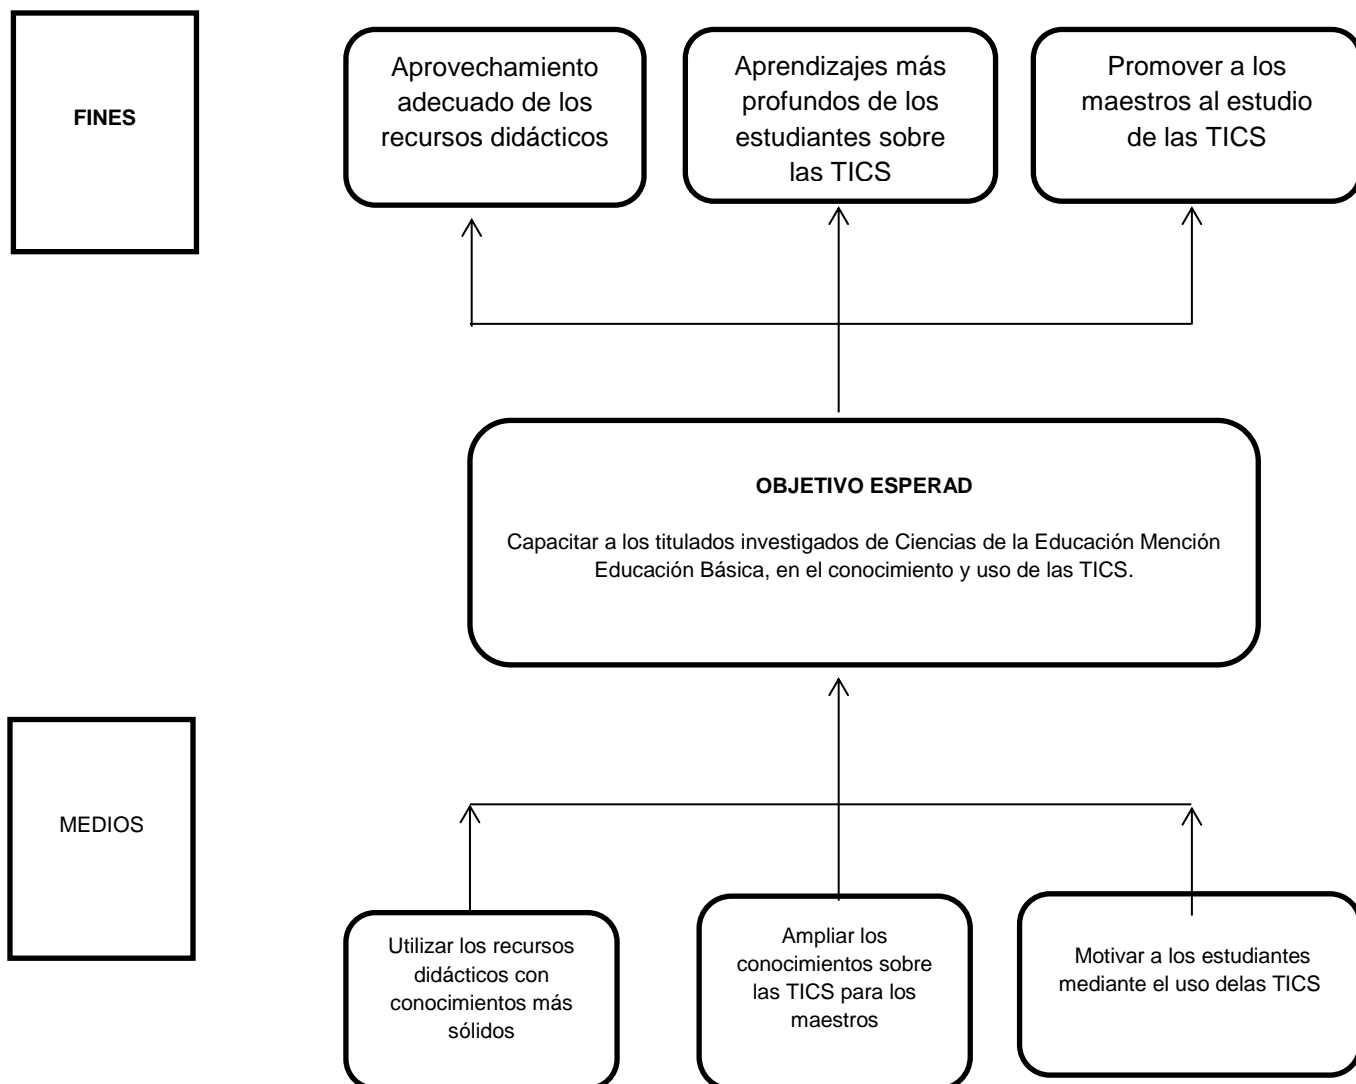 FINES
Aprovechamiento
adecuado de los
recursos didácticos
Aprendizajes más
profundos de los
estudiantes sobre
las TICS
Promover a los
maestros al estudio
de las TICS
OBJETIVO ESPERAD
Capacitar a los titulados investigados de Ciencias de la Educación Mención
Educación Básica, en el conocimiento y uso de las TICS.
MEDIOS
Utilizar los recursos
didácticos con
conocimientos más
sólidos
Ampliar los
conocimientos sobre
las TICS para los
maestros
Motivar a los estudiantes
mediante el uso delas TICS